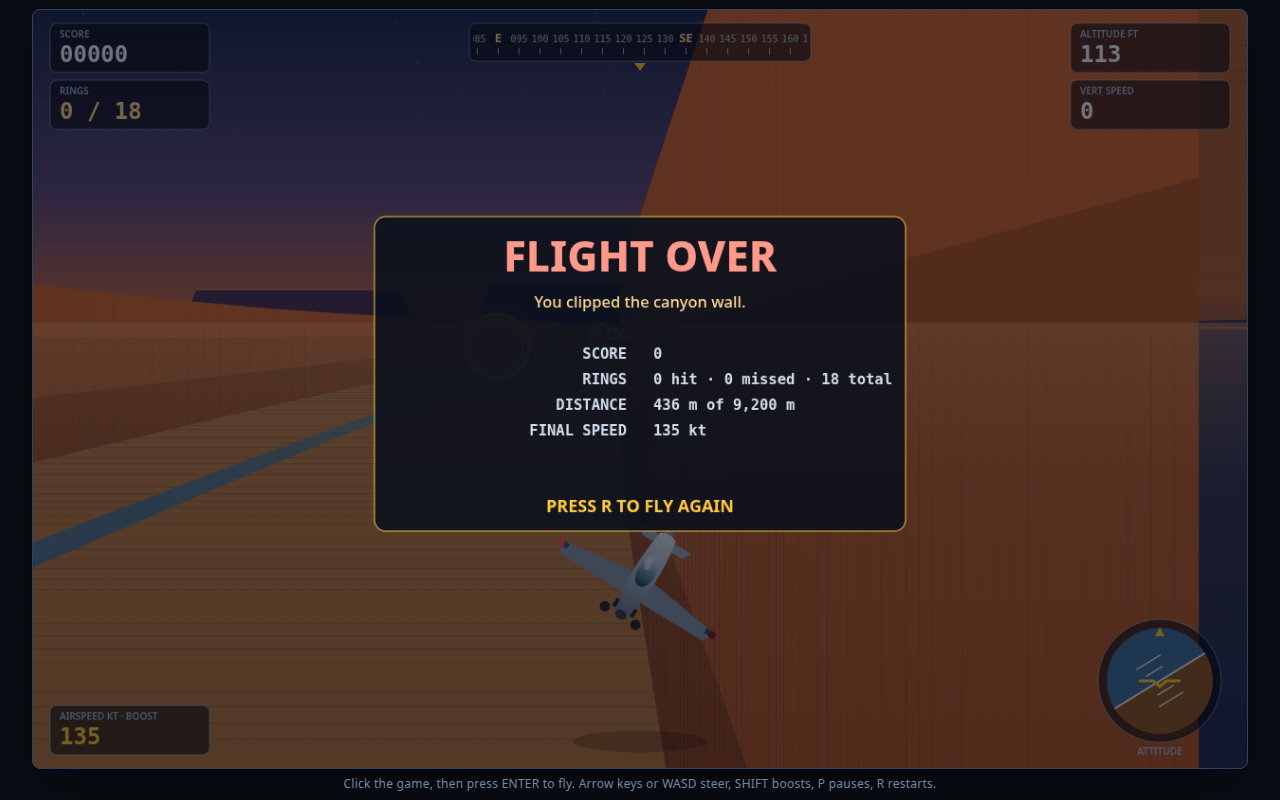 SCORE
00000
RINGS
0 / 18
085 E 095 100 105 110 115 120 125 130 SE 140 145 150 155 160
ALTITUDE FT
113
VERT SPEED
0
FLIGHT OVER
You clipped the canyon wall.
SCORE 0
RINGS 0 hit · 0 missed · 18 total
DISTANCE 436 m of 9,200 m
FINAL SPEED 135 kt
PRESS R TO FLY AGAIN
AIRSPEED KT · BOOST
135
ATTITUDE
Click the game, then press ENTER to fly. Arrow keys or WASD steer, SHIFT boosts, P pauses, R restarts.